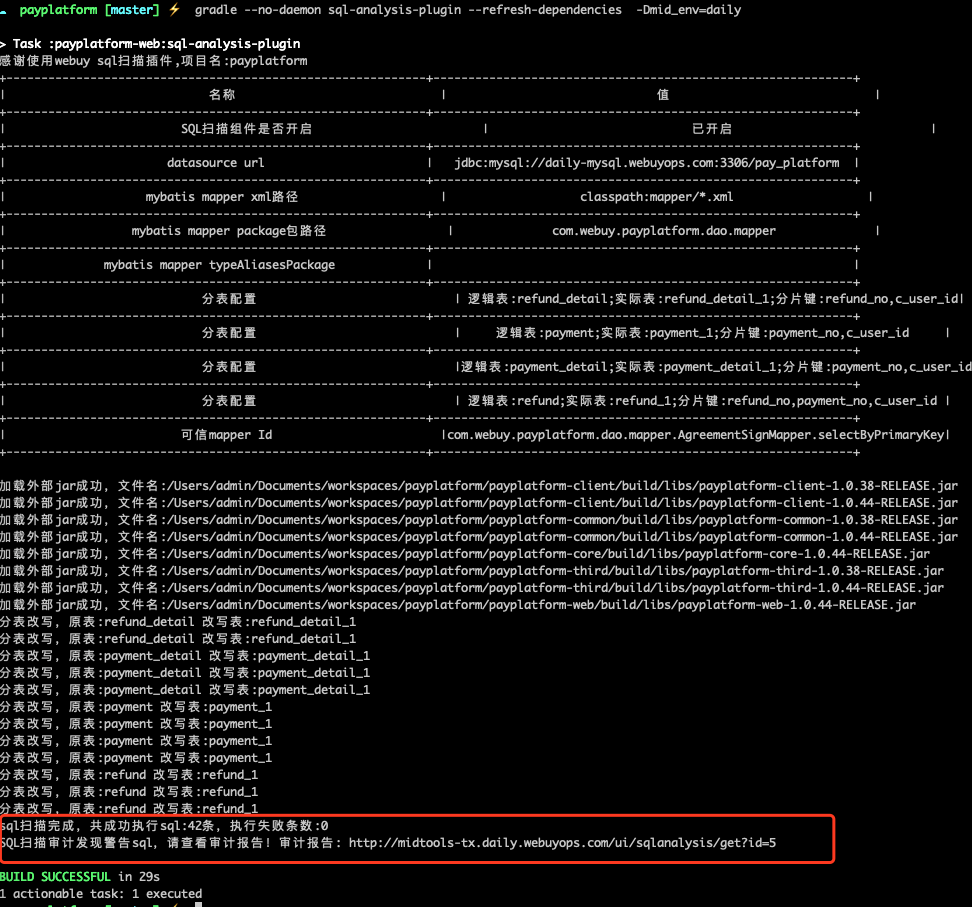 payplatform [master] ⚡ gradle --no-daemon sql-analysis-plugin --refresh-dependencies -Dmid_env=daily
> Task :payplatform-web:sql-analysis-plugin
感谢使用webuy sql扫描插件,项目名:payplatform
名称 | 值
SQL扫描组件是否开启 | 已开启
datasource url | jdbc:mysql://daily-mysql.webuyops.com:3306/pay_platform
mybatis mapper xml路径 | classpath:mapper/*.xml
mybatis mapper package包路径 | com.webuy.payplatform.dao.mapper
mybatis mapper typeAliasesPackage |
分表配置 | 逻辑表:refund_detail;实际表:refund_detail_1;分片键:refund_no,c_user_id
分表配置 | 逻辑表:payment;实际表:payment_1;分片键:payment_no,c_user_id
分表配置 | 逻辑表:payment_detail;实际表:payment_detail_1;分片键:payment_no,c_user_id
分表配置 | 逻辑表:refund;实际表:refund_1;分片键:refund_no,payment_no,c_user_id
可信mapper Id | com.webuy.payplatform.dao.mapper.AgreementSignMapper.selectByPrimaryKey
加载外部jar成功, 文件名:/Users/admin/Documents/workspaces/payplatform/payplatform-client/build/libs/payplatform-client-1.0.38-RELEASE.jar
加载外部jar成功, 文件名:/Users/admin/Documents/workspaces/payplatform/payplatform-client/build/libs/payplatform-client-1.0.44-RELEASE.jar
加载外部jar成功, 文件名:/Users/admin/Documents/workspaces/payplatform/payplatform-common/build/libs/payplatform-common-1.0.38-RELEASE.jar
加载外部jar成功, 文件名:/Users/admin/Documents/workspaces/payplatform/payplatform-common/build/libs/payplatform-common-1.0.44-RELEASE.jar
加载外部jar成功, 文件名:/Users/admin/Documents/workspaces/payplatform/payplatform-core/build/libs/payplatform-core-1.0.44-RELEASE.jar
加载外部jar成功, 文件名:/Users/admin/Documents/workspaces/payplatform/payplatform-third/build/libs/payplatform-third-1.0.38-RELEASE.jar
加载外部jar成功, 文件名:/Users/admin/Documents/workspaces/payplatform/payplatform-third/build/libs/payplatform-third-1.0.44-RELEASE.jar
加载外部jar成功, 文件名:/Users/admin/Documents/workspaces/payplatform/payplatform-web/build/libs/payplatform-web-1.0.44-RELEASE.jar
分表改写, 原表:refund_detail 改写表:refund_detail_1
分表改写, 原表:refund_detail 改写表:refund_detail_1
分表改写, 原表:payment_detail 改写表:payment_detail_1
分表改写, 原表:payment_detail 改写表:payment_detail_1
分表改写, 原表:payment_detail 改写表:payment_detail_1
分表改写, 原表:payment 改写表:payment_1
分表改写, 原表:payment 改写表:payment_1
分表改写, 原表:payment 改写表:payment_1
分表改写, 原表:payment 改写表:payment_1
分表改写, 原表:refund 改写表:refund_1
分表改写, 原表:refund 改写表:refund_1
分表改写, 原表:refund 改写表:refund_1
sql扫描完成, 共成功执行sql:42条, 执行失败条数:0
SQL扫描审计发现警告sql, 请查看审计报告! 审计报告: http://midtools-tx.daily.webuyops.com/ui/sqlanalysis/get?id=5
BUILD SUCCESSFUL in 29s
1 actionable task: 1 executed